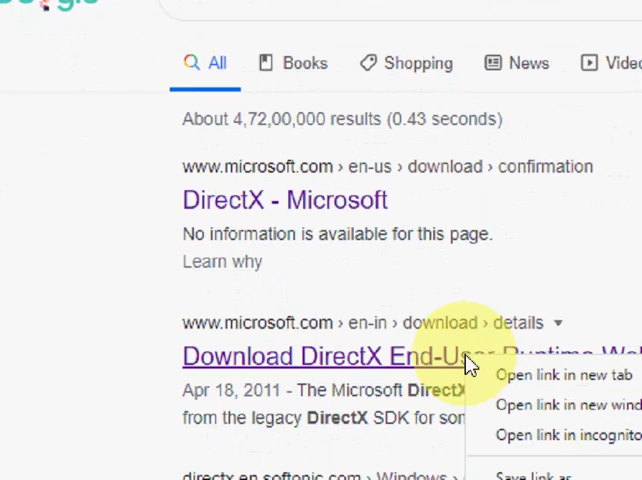 All Books Shopping News
About 4,72,00,000 results (0.43 seconds)
www.microsoft.com › en-us › download › confirmation
DirectX - Microsoft
No information is available for this page.
Learn why
www.microsoft.com › en-in › download › details
Download DirectX End-User Runtime
Apr 18, 2011 - The Microsoft DirectX
Open link in new tab
from the legacy DirectX SDK for
Open link in new
Open link in incognito
directx.en.softonic.com › Windows ›
Save link as